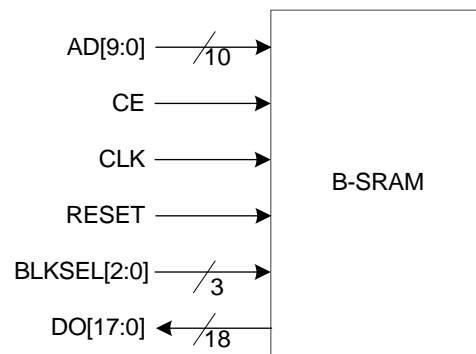 AD[9:0]
10
CE
CLK
B-SRAM
RESET
BLKSEL[2:0]
3
DO[17:0]
18